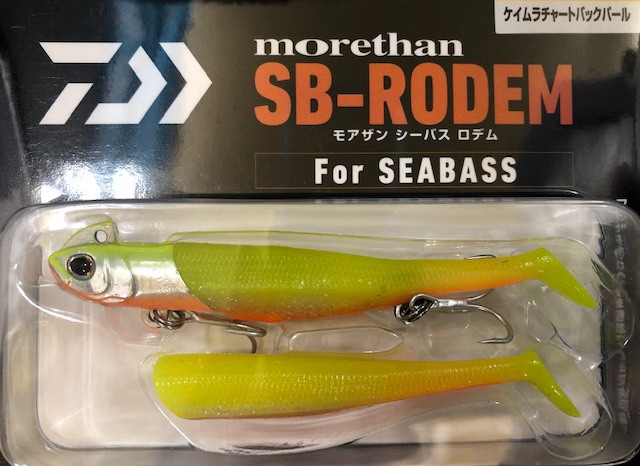 ケイムラチャートバックパール
morethan
SB-RODEM
モアザン シーバス ロデム
For SEABASS